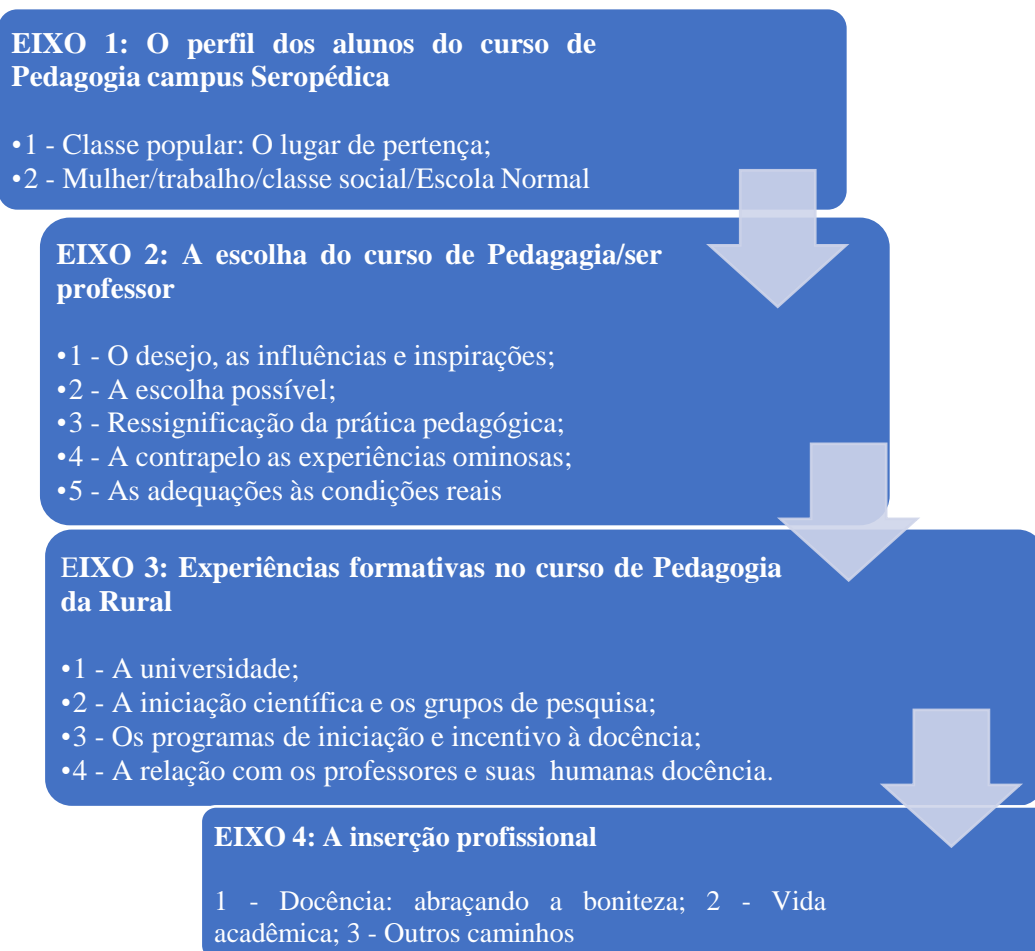 EIXO 1: O perfil dos alunos do curso de
Pedagogia campus Seropédica
•1 - Classe popular: O lugar de pertença;
•2 - Mulher/trabalho/classe social/Escola Normal
EIXO 2: A escolha do curso de Pedagagia/ser
professor
•1 - O desejo, as influências e inspirações;
•2 - A escolha possível;
•3 - Ressignificação da prática pedagógica;
•4 - A contrapelo as experiências ominosas;
•5 - As adequações às condições reais
EIXO 3: Experiências formativas no curso de Pedagogia
da Rural
•1 - A universidade;
•2 - A iniciação científica e os grupos de pesquisa;
•3 - Os programas de iniciação e incentivo à docência;
•4 - A relação com os professores e suas humanas docência.
EIXO 4: A inserção profissional
1 - Docência: abraçando a boniteza; 2 - Vida
acadêmica; 3 - Outros caminhos